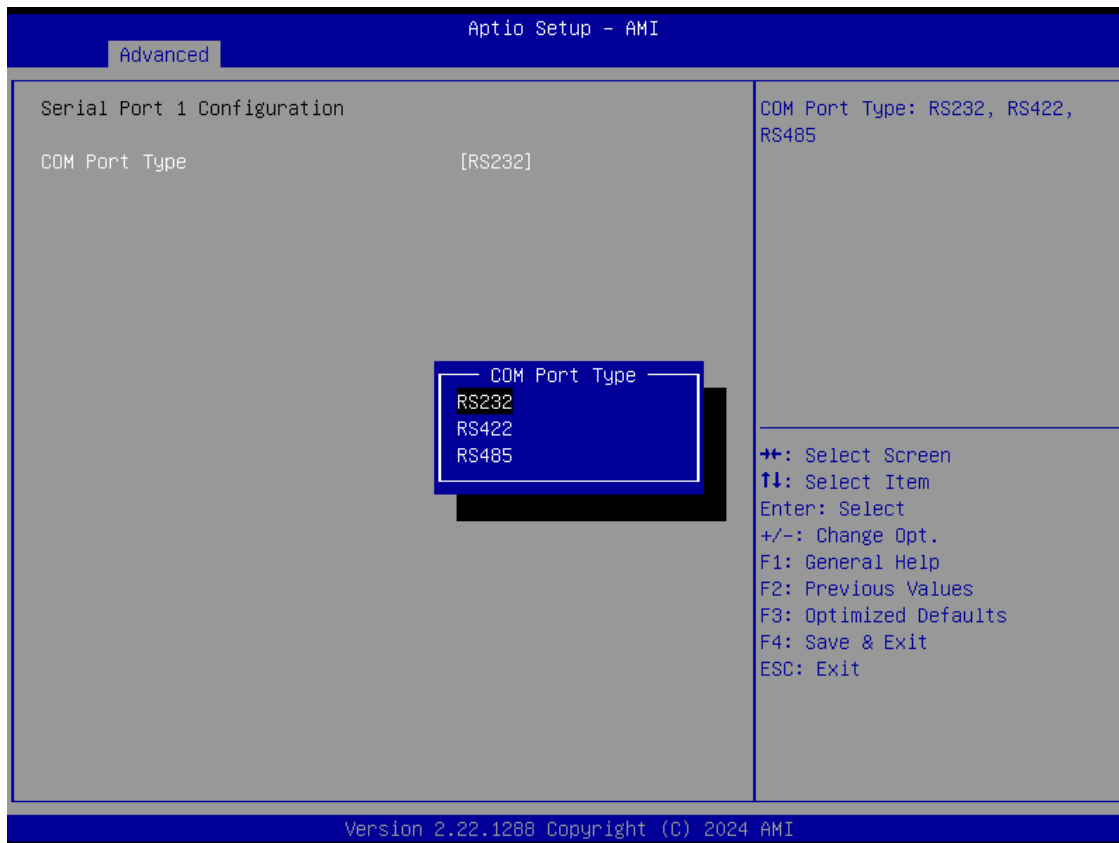 Aptio Setup – AMI
Advanced
Serial Port 1 Configuration
COM Port Type [RS232]
COM Port Type: RS232, RS422,
RS485
COM Port Type
RS232
RS422
RS485
→←: Select Screen
↑↓: Select Item
Enter: Select
+/-: Change Opt.
F1: General Help
F2: Previous Values
F3: Optimized Defaults
F4: Save & Exit
ESC: Exit
Version 2.22.1288 Copyright (C) 2024 AMI